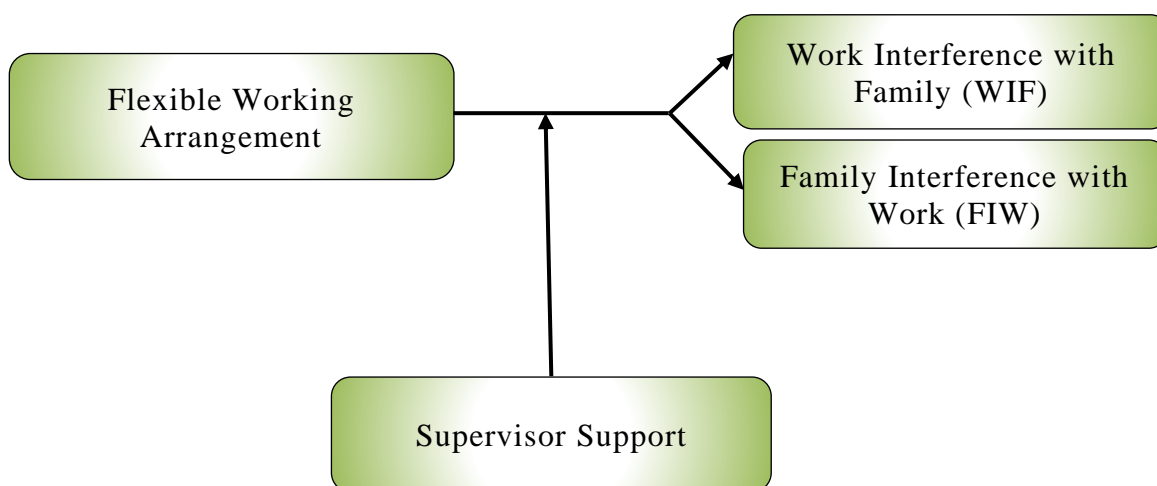 Flexible Working
Arrangement
Work Interference with
Family (WIF)
Family Interference with
Work (FIW)
Supervisor Support